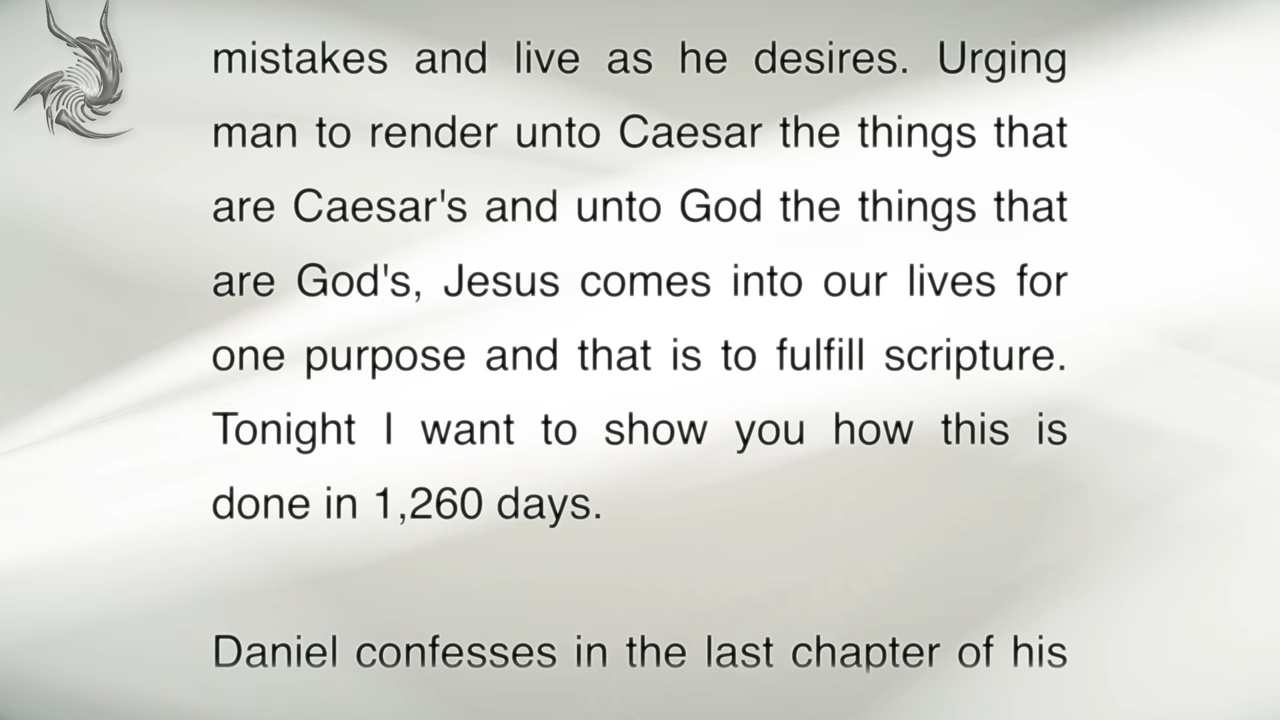 mistakes and live as he desires. Urging
man to render unto Caesar the things that
are Caesar's and unto God the things that
are God's, Jesus comes into our lives for
one purpose and that is to fulfill scripture.
Tonight I want to show you how this is
done in 1,260 days.
Daniel confesses in the last chapter of his